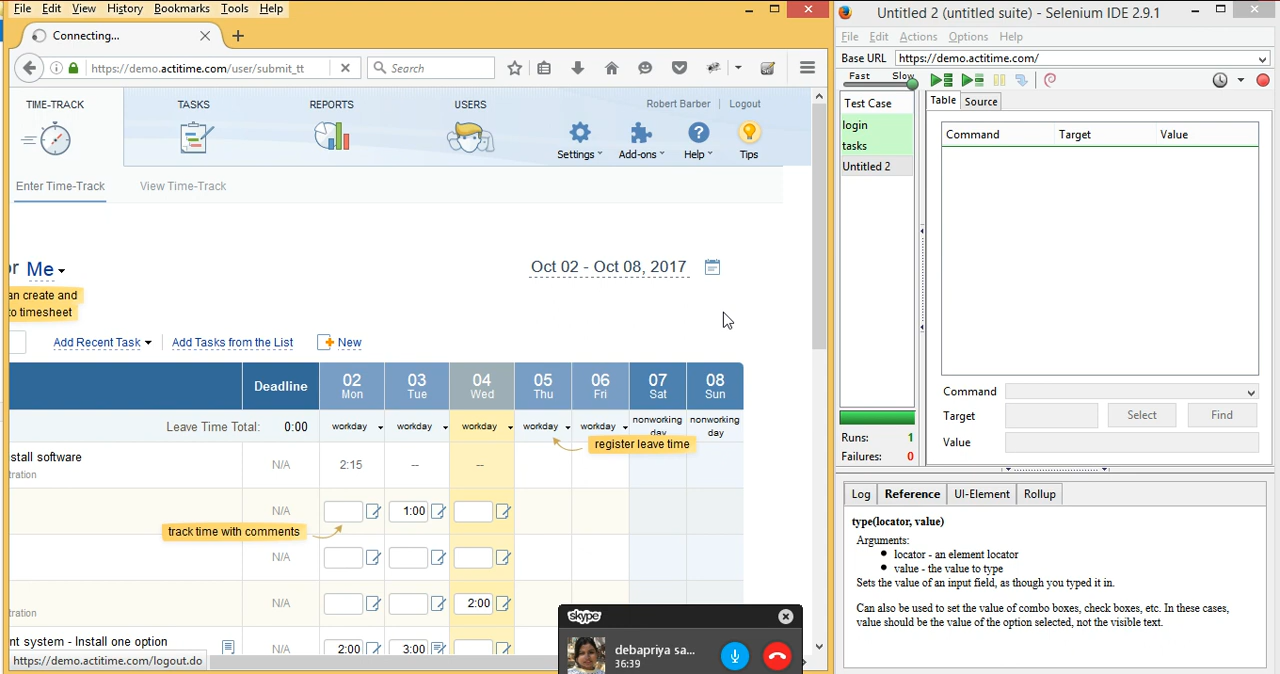 File Edit View History Bookmarks Tools Help
Connecting...
https://demo.actitime.com/user/submit_tt
Search
TIME-TRACK
TASKS
REPORTS
USERS
Robert Barber
Logout
Settings
Add-ons
Help
Tips
Enter Time-Track
View Time-Track
or Me
Oct 02 - Oct 08, 2017
an create and
to timesheet
Add Recent Task
Add Tasks from the List
New
Deadline
02 03 04 05 06 07 08
Mon Tue Wed Thu Fri Sat Sun
Leave Time Total: 0:00 workday workday workday workday workday nonworking day nonworking day
register leave time
stall software
tration
N/A 2:15 -- --
N/A 1:00
track time with comments
N/A
tration
N/A 2:00
nt system - Install one option
N/A 2:00 3:00
https://demo.actitime.com/logout.do
skype
debapriya sa...
36:39
Untitled 2 (untitled suite) - Selenium IDE 2.9.1
File Edit Actions Options Help
Base URL https://demo.actitime.com/
Fast Slow
Test Case
login
tasks
Untitled 2
Table Source
Command Target Value
Command
Target
Select
Find
Value
Runs: 1
Failures: 0
Log Reference UI-Element Rollup
type(locator, value)
Arguments:
locator - an element locator
value - the value to type
Sets the value of an input field, as though you typed it in.
Can also be used to set the value of combo boxes, check boxes, etc. In these cases,
value should be the value of the option selected, not the visible text.